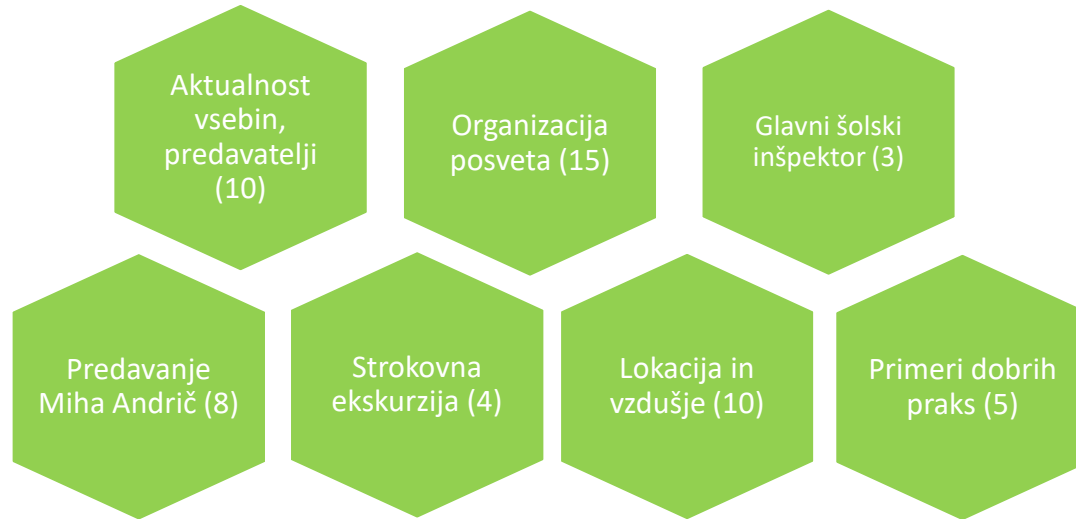 Aktualnost
vsebin,
predavatelji
(10)
Organizacija
posveta (15)
Glavni šolski
inšpektor (3)
Predavanje
Miha Andrič (8)
Strokovna
ekskurzija (4)
Lokacija in
vzdušje (10)
Primeri dobrih
praks (5)